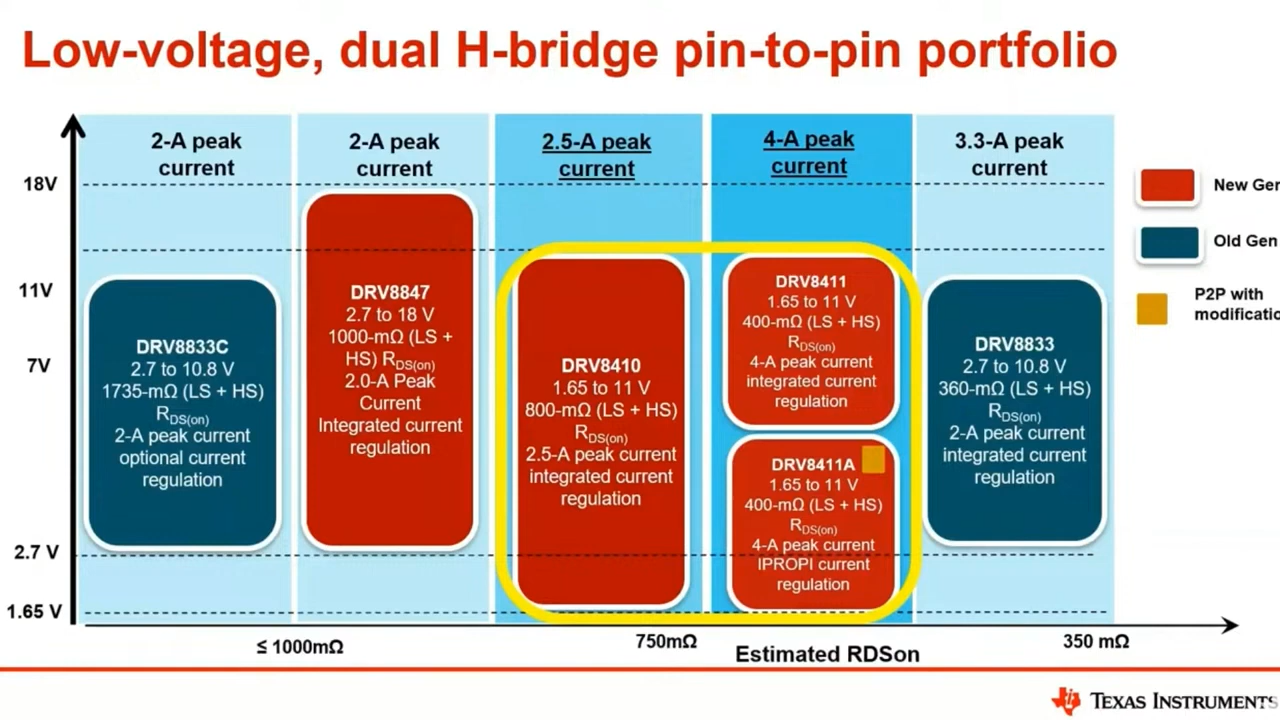 Low-voltage, dual H-bridge pin-to-pin portfolio
2-A peak
current
2-A peak
current
2.5-A peak
current
4-A peak
current
3.3-A peak
current
18V
11V
7V
2.7 V
1.65 V
DRV8833C
2.7 to 10.8 V
1735-mΩ (LS + HS)
RDS(on)
2-A peak current
optional current
regulation
DRV8847
2.7 to 18 V
1000-mΩ (LS +
HS) RDS(on)
2.0-A Peak
Current
Integrated current
regulation
DRV8410
1.65 to 11 V
800-mΩ (LS + HS)
RDS(on)
2.5-A peak current
integrated current
regulation
DRV8411
1.65 to 11 V
400-mΩ (LS + HS)
RDS(on)
4-A peak current
integrated current
regulation
DRV8411A
1.65 to 11 V
400-mΩ (LS + HS)
RDS(on)
4-A peak current
IPROPI current
regulation
DRV8833
2.7 to 10.8 V
360-mΩ (LS + HS)
RDS(on)
2-A peak current
integrated current
regulation
New Ger
Old Gen
P2P with
modificatio
≤ 1000mΩ
750mΩ
Estimated RDSon
350 mΩ
TEXAS INSTRUMENTS